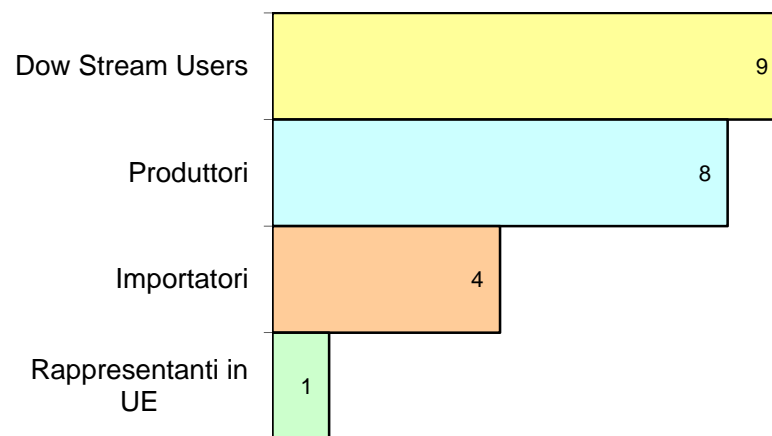 Dow Stream Users
9
Produttori
8
Importatori
4
Rappresentanti in
UE
1